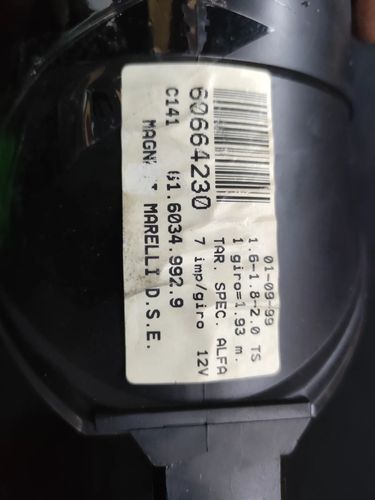 60664230
C141 61.6034.992.9
MAGNETI MARELLI D.S.E.
01-09-99
1.6-1.8-2.0 TS
1 giro=1.93 m.
TAR. SPEC. ALFA
7 imp/giro 12V